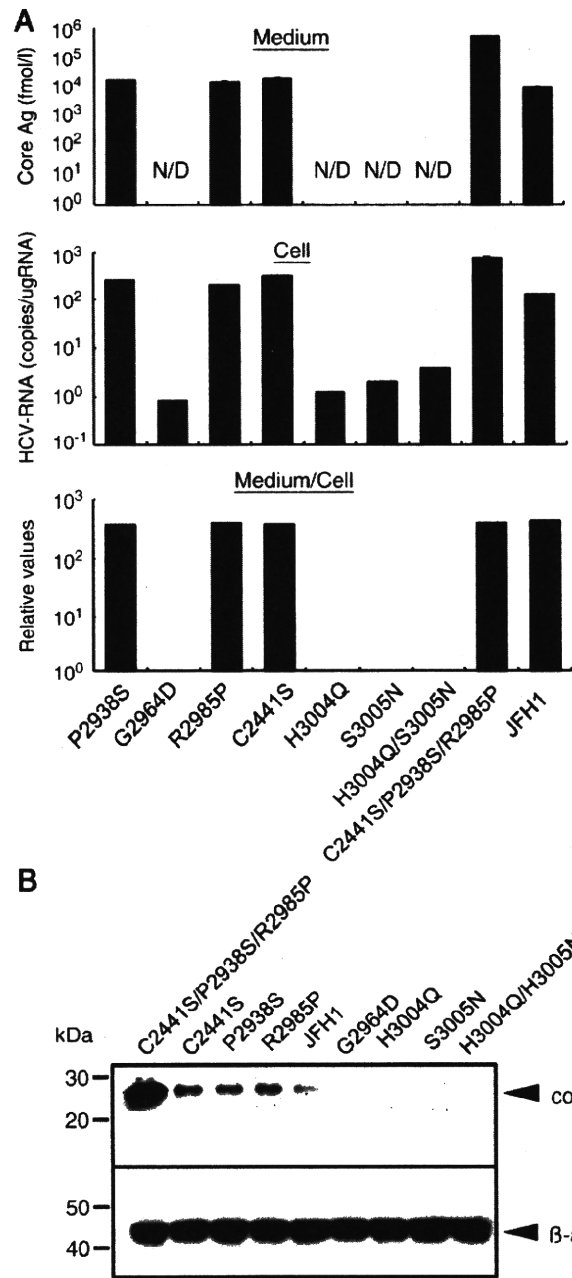 A
Medium
Core Ag (fmol/l)
10^6
10^5
10^4
10^3
10^2
10^1
10^0
N/D
N/D
N/D
N/D
Cell
HCV-RNA (copies/ugRNA)
10^3
10^2
10^1
10^0
10^-1
Medium/Cell
Relative values
10^3
10^2
10^1
10^0
P2938S
G2964D
R2985P
C2441S
H3004Q
S3005N
H3004Q/S3005N
C2441S/P2938S/R2985P
JFH1
B
C2441S/P2938S/R2985P
C2441S
P2938S
R2985P
JFH1
G2964D
H3004Q
S3005N
H3004Q/H3005N
kDa
30
20
co
50
40
β-a